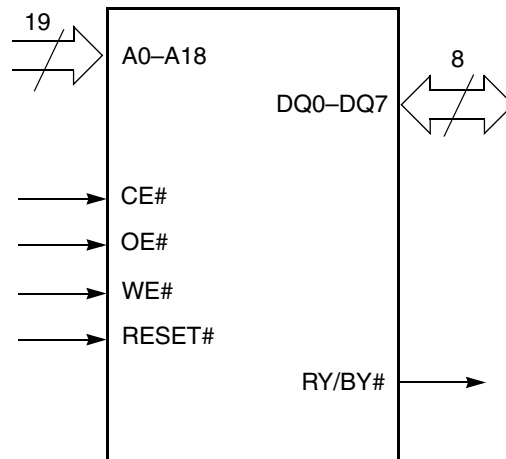 19
A0–A18
8
DQ0–DQ7
CE#
OE#
WE#
RESET#
RY/BY#